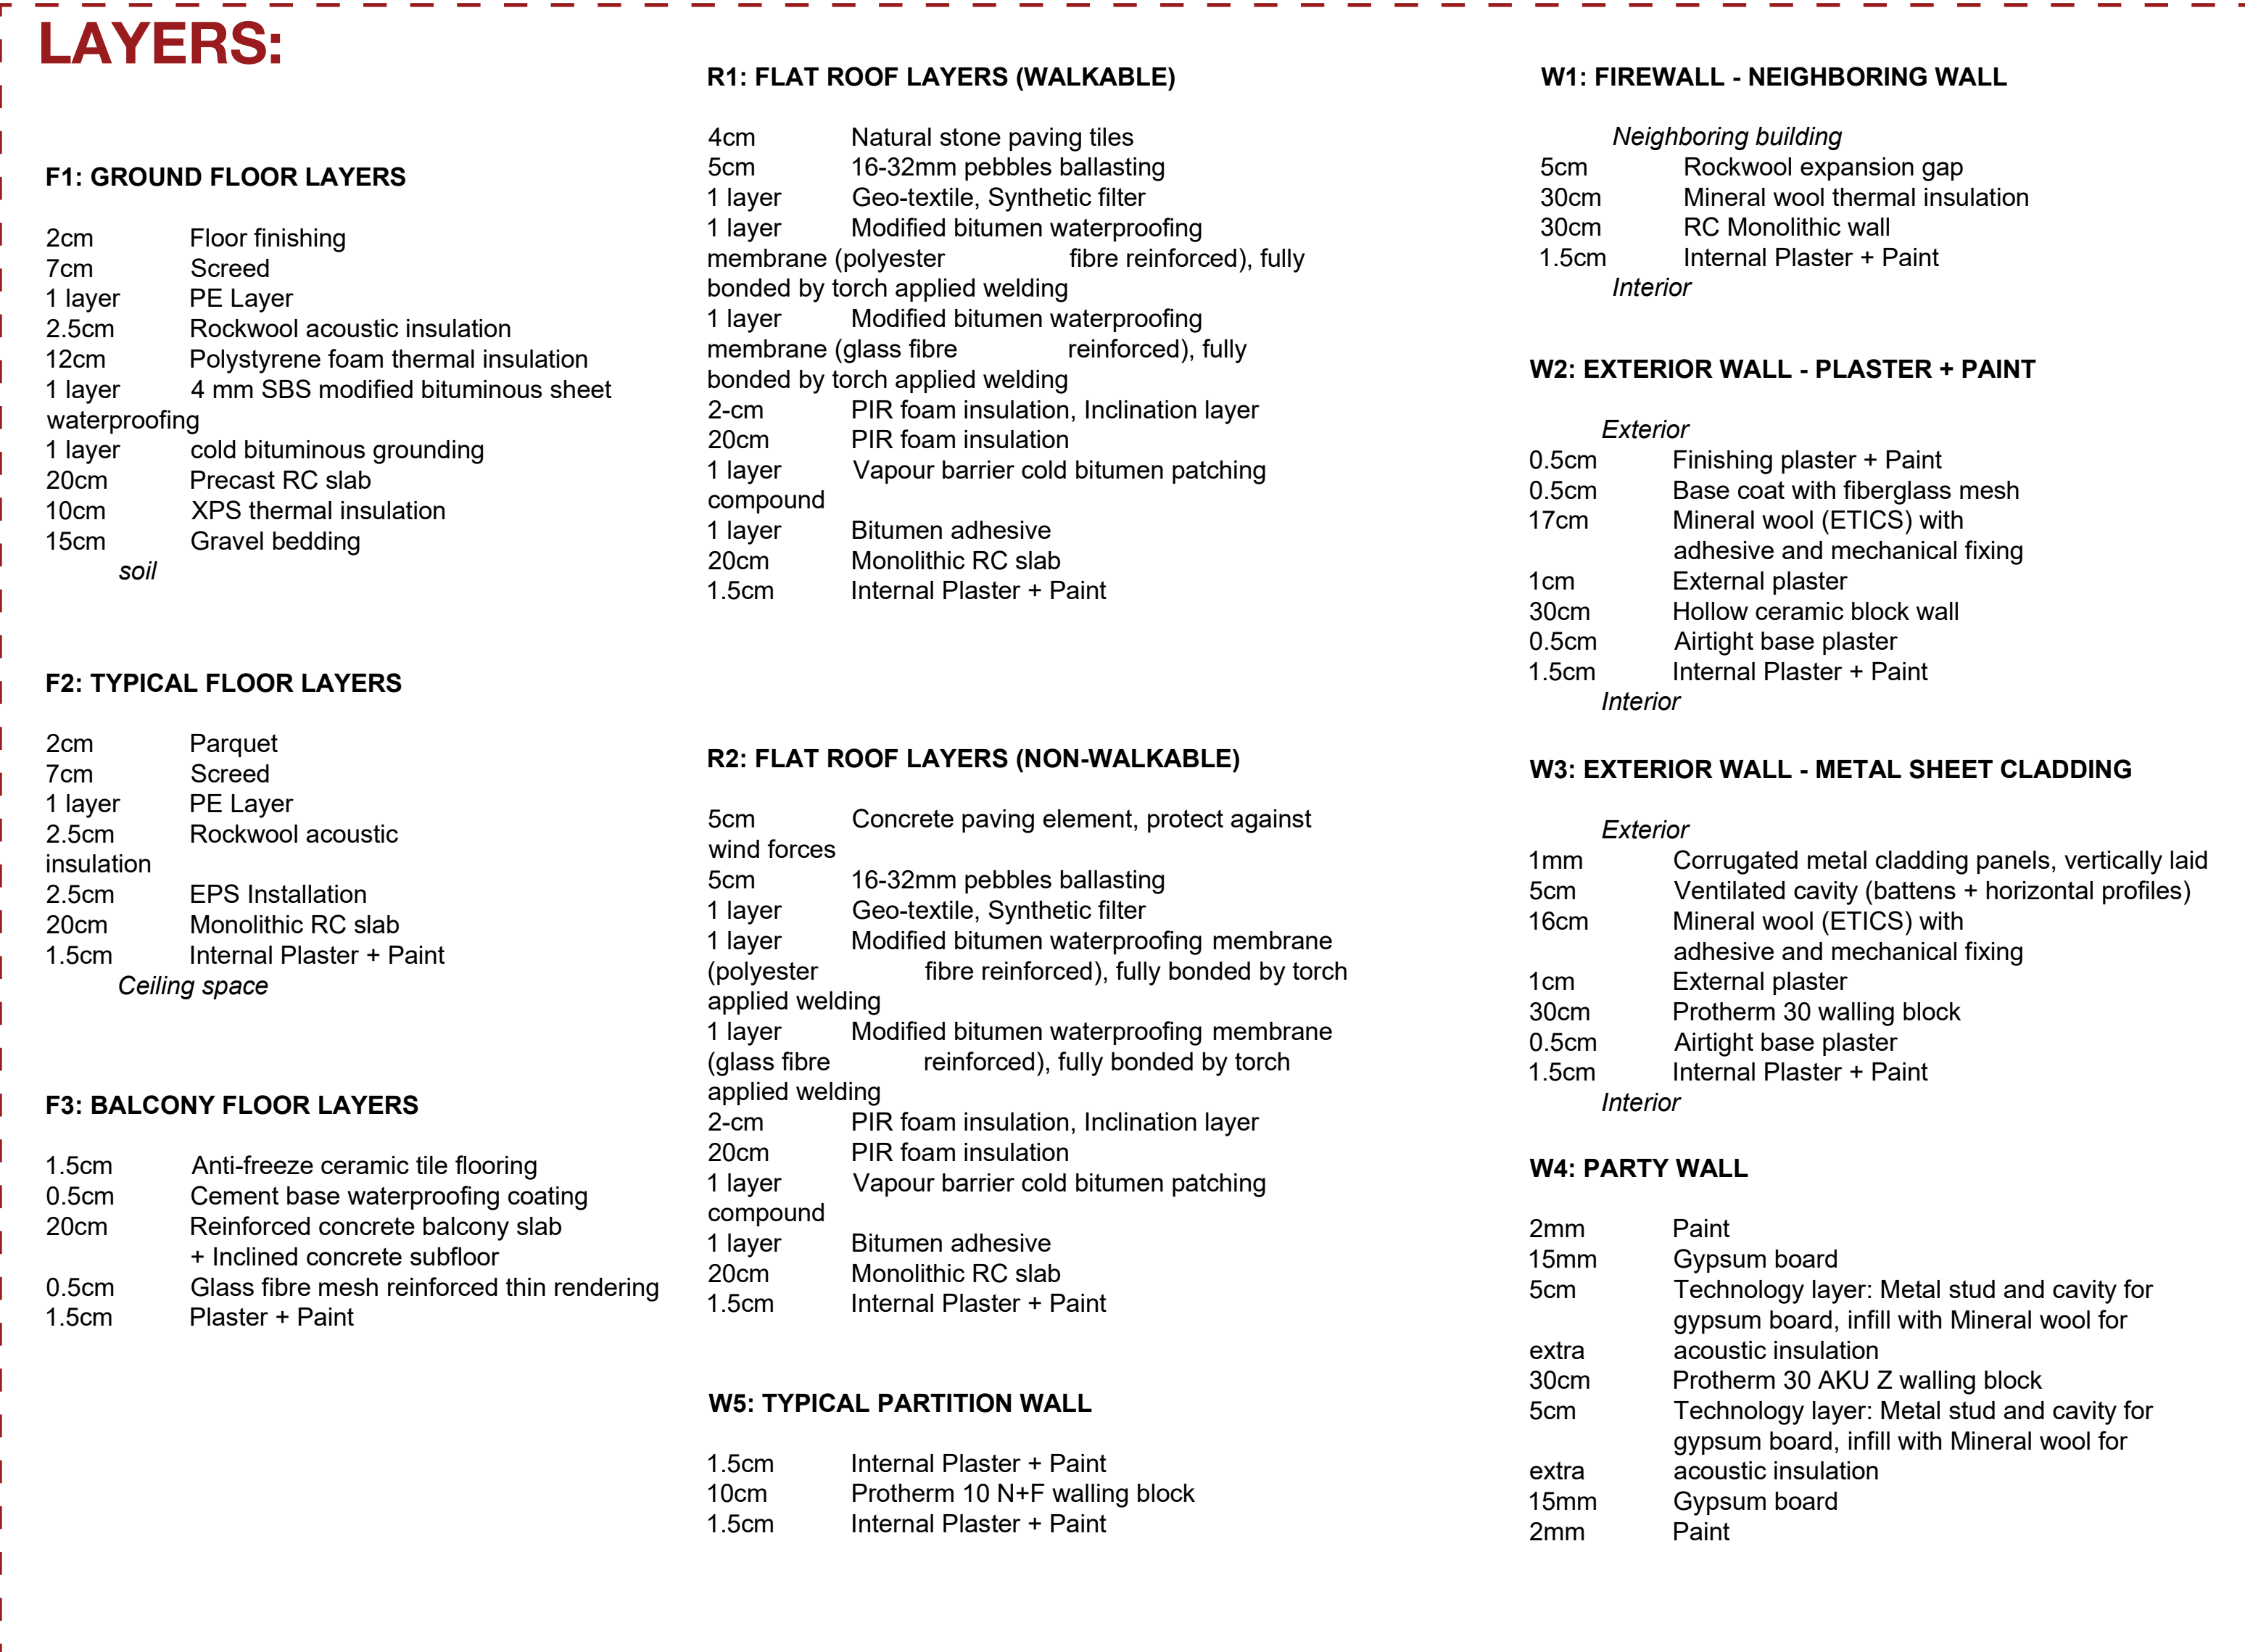 LAYERS:
F1: GROUND FLOOR LAYERS
2cm Floor finishing
7cm Screed
1 layer PE Layer
2.5cm Rockwool acoustic insulation
12cm Polystyrene foam thermal insulation
1 layer 4 mm SBS modified bituminous sheet
waterproofing
1 layer cold bituminous grounding
20cm Precast RC slab
10cm XPS thermal insulation
15cm Gravel bedding
soil
F2: TYPICAL FLOOR LAYERS
2cm Parquet
7cm Screed
1 layer PE Layer
2.5cm Rockwool acoustic
insulation
2.5cm EPS Installation
20cm Monolithic RC slab
1.5cm Internal Plaster + Paint
Ceiling space
F3: BALCONY FLOOR LAYERS
1.5cm Anti-freeze ceramic tile flooring
0.5cm Cement base waterproofing coating
20cm Reinforced concrete balcony slab
+ Inclined concrete subfloor
0.5cm Glass fibre mesh reinforced thin rendering
1.5cm Plaster + Paint
R1: FLAT ROOF LAYERS (WALKABLE)
4cm Natural stone paving tiles
5cm 16-32mm pebbles ballasting
1 layer Geo-textile, Synthetic filter
1 layer Modified bitumen waterproofing
membrane (polyester fibre reinforced), fully
bonded by torch applied welding
1 layer Modified bitumen waterproofing
membrane (glass fibre reinforced), fully
bonded by torch applied welding
2-cm PIR foam insulation, Inclination layer
20cm PIR foam insulation
1 layer Vapour barrier cold bitumen patching
compound
1 layer Bitumen adhesive
20cm Monolithic RC slab
1.5cm Internal Plaster + Paint
R2: FLAT ROOF LAYERS (NON-WALKABLE)
5cm Concrete paving element, protect against
wind forces
5cm 16-32mm pebbles ballasting
1 layer Geo-textile, Synthetic filter
1 layer Modified bitumen waterproofing membrane
(polyester fibre reinforced), fully bonded by torch
applied welding
1 layer Modified bitumen waterproofing membrane
(glass fibre reinforced), fully bonded by torch
applied welding
2-cm PIR foam insulation, Inclination layer
20cm PIR foam insulation
1 layer Vapour barrier cold bitumen patching
compound
1 layer Bitumen adhesive
20cm Monolithic RC slab
1.5cm Internal Plaster + Paint
W5: TYPICAL PARTITION WALL
1.5cm Internal Plaster + Paint
10cm Protherm 10 N+F walling block
1.5cm Internal Plaster + Paint
W1: FIREWALL - NEIGHBORING WALL
Neighboring building
5cm Rockwool expansion gap
30cm Mineral wool thermal insulation
30cm RC Monolithic wall
1.5cm Internal Plaster + Paint
Interior
W2: EXTERIOR WALL - PLASTER + PAINT
Exterior
0.5cm Finishing plaster + Paint
0.5cm Base coat with fiberglass mesh
17cm Mineral wool (ETICS) with
adhesive and mechanical fixing
1cm External plaster
30cm Hollow ceramic block wall
0.5cm Airtight base plaster
1.5cm Internal Plaster + Paint
Interior
W3: EXTERIOR WALL - METAL SHEET CLADDING
Exterior
1mm Corrugated metal cladding panels, vertically laid
5cm Ventilated cavity (battens + horizontal profiles)
16cm Mineral wool (ETICS) with
adhesive and mechanical fixing
1cm External plaster
30cm Protherm 30 walling block
0.5cm Airtight base plaster
1.5cm Internal Plaster + Paint
Interior
W4: PARTY WALL
2mm Paint
15mm Gypsum board
5cm Technology layer: Metal stud and cavity for
gypsum board, infill with Mineral wool for
extra acoustic insulation
30cm Protherm 30 AKU Z walling block
5cm Technology layer: Metal stud and cavity for
gypsum board, infill with Mineral wool for
extra acoustic insulation
15mm Gypsum board
2mm Paint